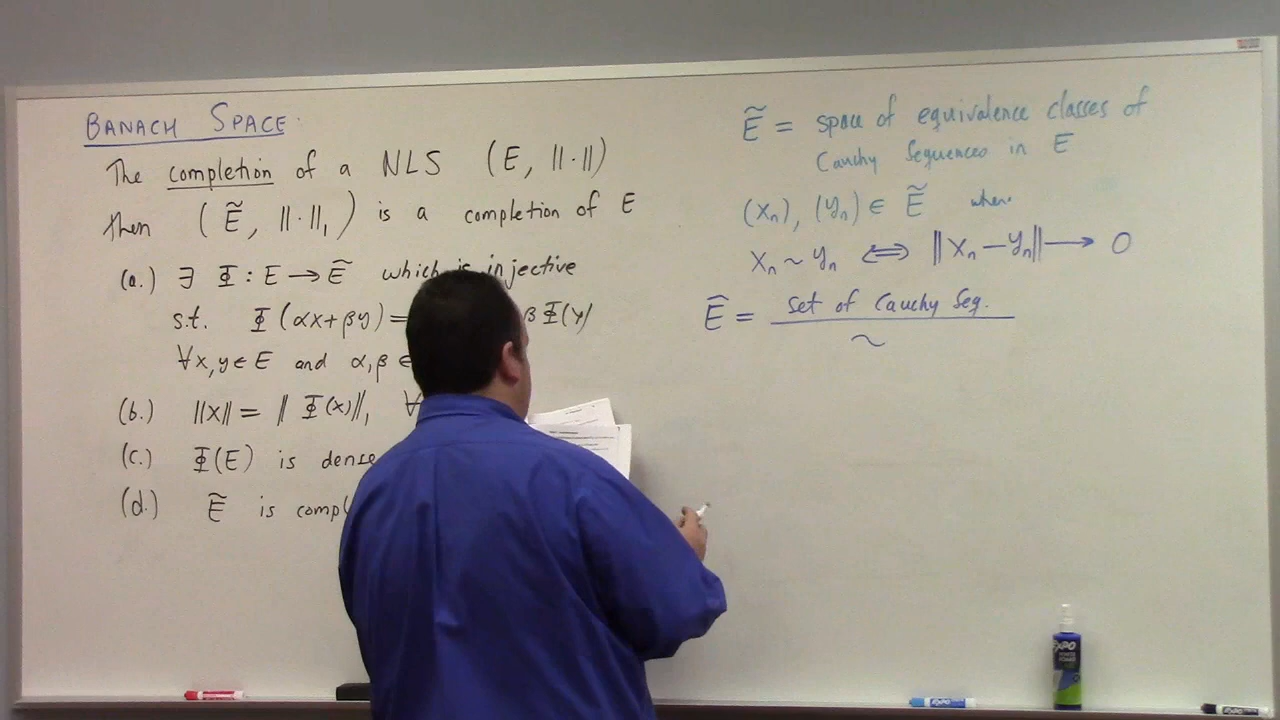 BANACH SPACE:
The completion of a NLS (E, ||·||)
then (Ẽ, ||·||₁) is a completion of E
(a.) ∃ Φ : E → Ẽ which is injective
s.t. Φ(αx+βy) = βΦ(y)
∀x,y∈E and α,β ∈
(b.) ||x|| = ||Φ(x)||, ∀
(c.) Φ(E) is dense
(d.) Ẽ is compl
Ẽ = space of equivalence classes of
Cauchy Sequences in E
(xₙ), (yₙ) ∈ Ẽ when
xₙ ~ yₙ ⟺ ||xₙ − yₙ|| → 0
Ẽ = set of Cauchy Seq.
~
EXPO